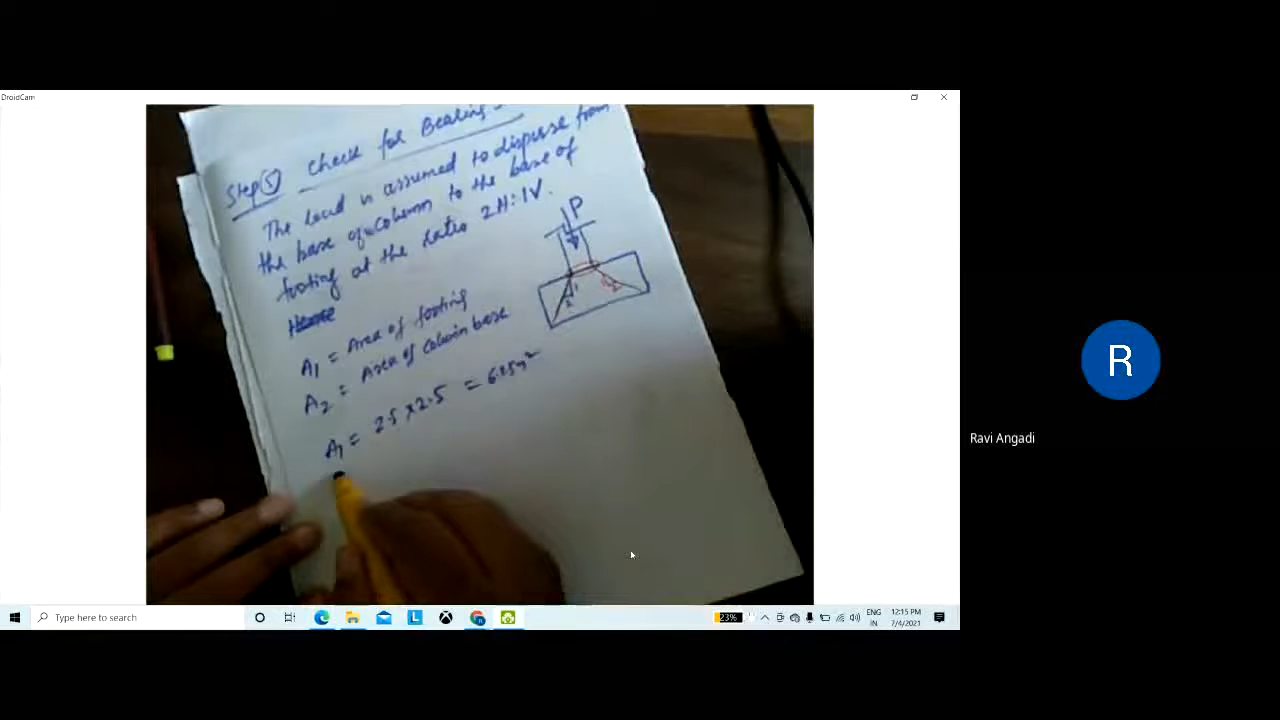 DroidCam
Step (5) Check for Bearing
The load is assumed to disperse from
the base of column to the base of
footing at the ratio 2H:1V.
Hence
P
1
2
A1 = Area of footing
A2 = Area of Column base
A1 = 2.5 x 2.5 = 6.25m²
R
Ravi Angadi
Type here to search
23%
ENG
IN
12:15 PM
7/4/2021